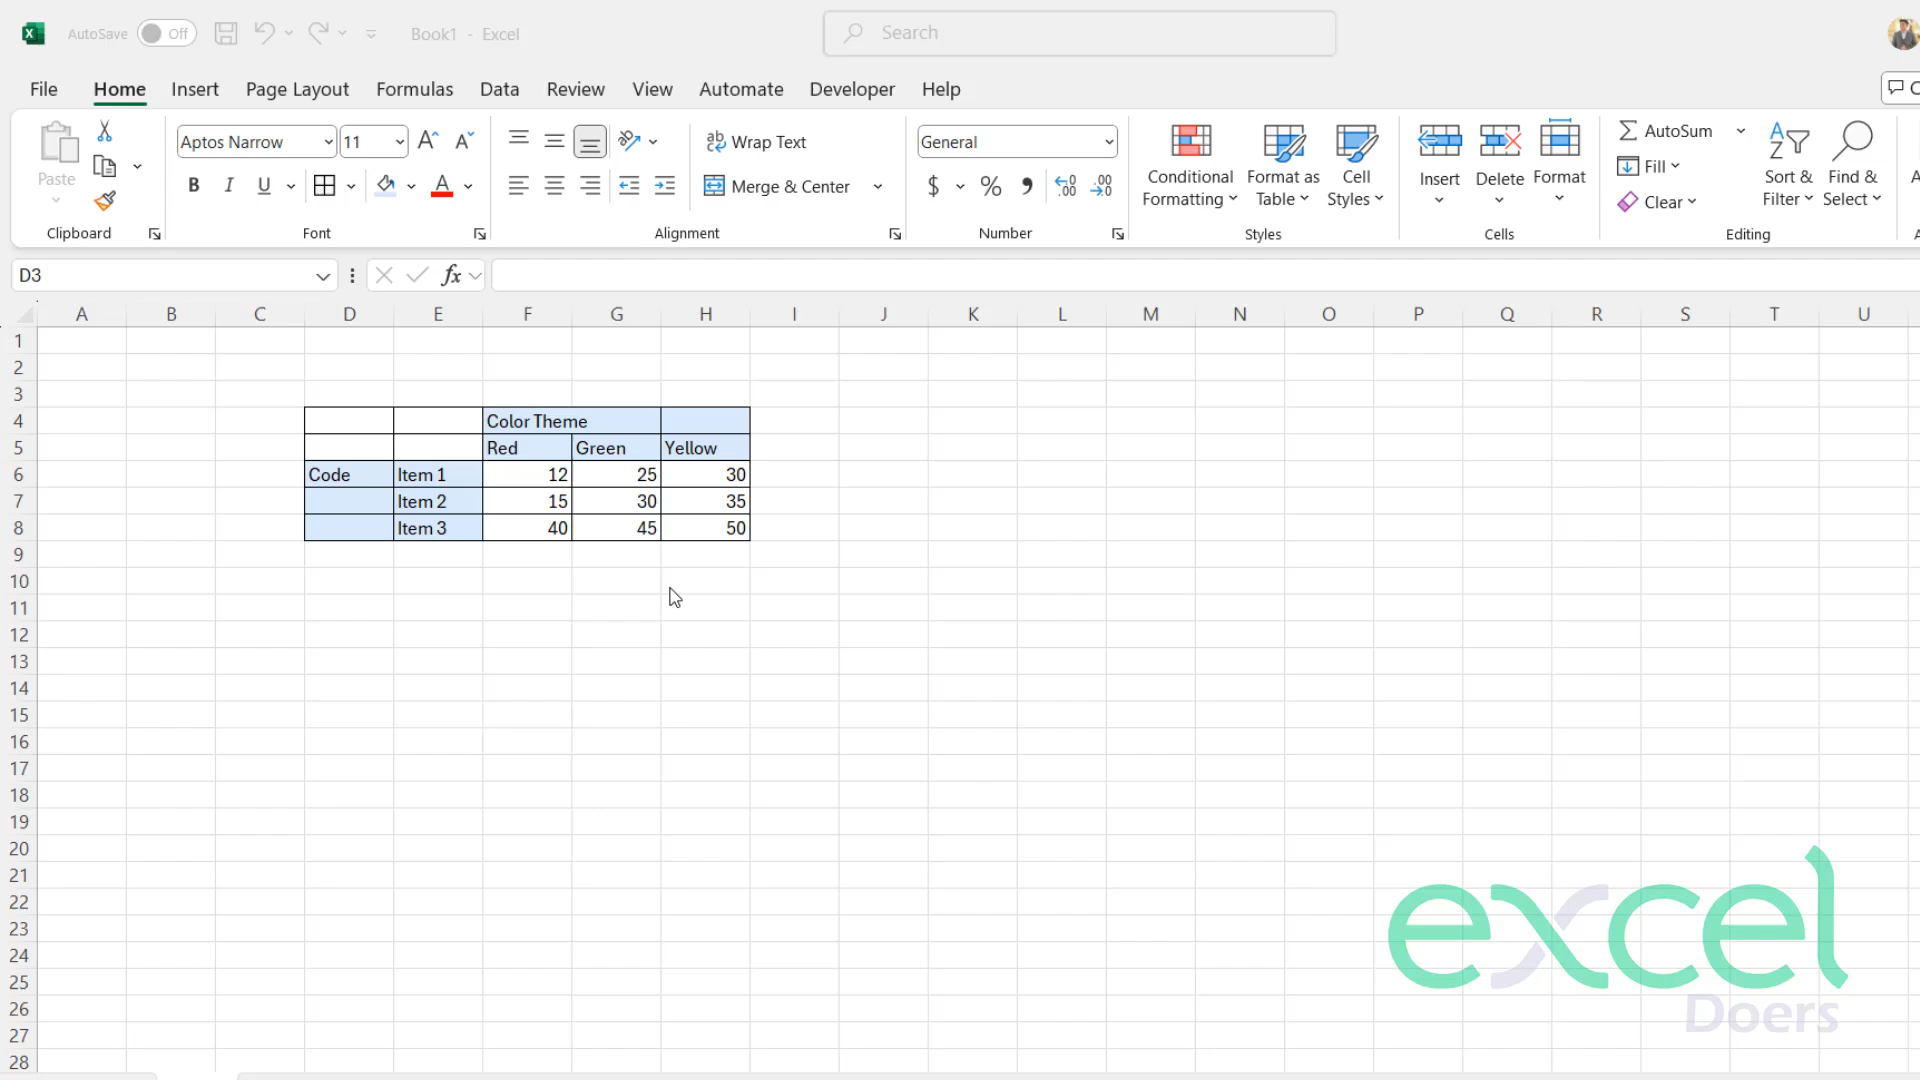 AutoSave Off Book1 - Excel Search
File Home Insert Page Layout Formulas Data Review View Automate Developer Help
Paste
Clipboard
Aptos Narrow 11
B I U A
Font
Wrap Text
Merge & Center
Alignment
General
$ % ,
Number
Conditional Formatting
Format as Table
Cell Styles
Styles
Insert Delete Format
Cells
AutoSum
Fill
Clear
Sort & Filter
Find & Select
Editing
D3 fx
A B C D E F G H I J K L M N O P Q R S T U
1
2
3
4 Color Theme
5 Red Green Yellow
6 Code Item 1 12 25 30
7 Item 2 15 30 35
8 Item 3 40 45 50
9
10
11
12
13
14
15
16
17
18
19
20
21
22
23
24
25
26
27
28
excel
Doers